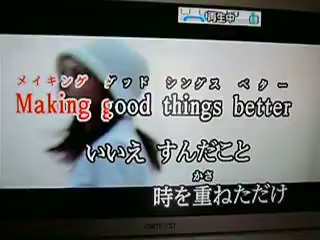 再生中
メイキング グッド シングス ベター
Making good things better
いいえ すんだこと
かさ
時を重ねただけ